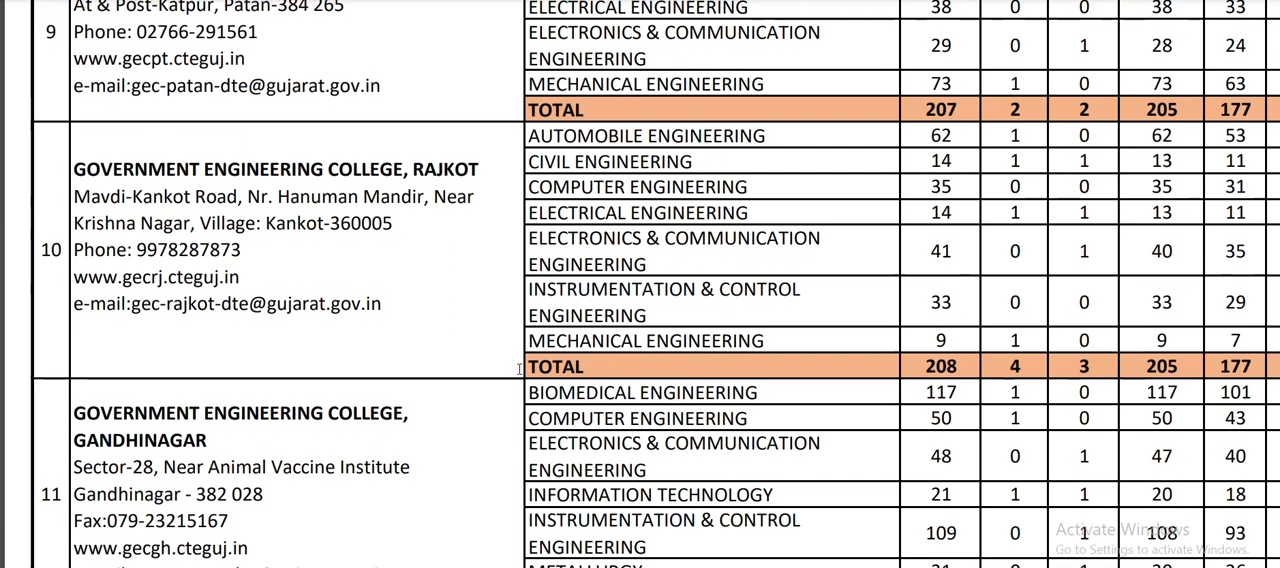 At & Post-Katpur, Patan-384 265
9
Phone: 02766-291561
www.gecpt.cteguj.in
e-mail:gec-patan-dte@gujarat.gov.in
ELECTRICAL ENGINEERING 38 0 0 38 33
ELECTRONICS & COMMUNICATION
ENGINEERING
29 0 1 28 24
MECHANICAL ENGINEERING 73 1 0 73 63
TOTAL 207 2 2 205 177
10
GOVERNMENT ENGINEERING COLLEGE, RAJKOT
Mavdi-Kankot Road, Nr. Hanuman Mandir, Near
Krishna Nagar, Village: Kankot-360005
Phone: 9978287873
www.gecrj.cteguj.in
e-mail:gec-rajkot-dte@gujarat.gov.in
AUTOMOBILE ENGINEERING 62 1 0 62 53
CIVIL ENGINEERING 14 1 1 13 11
COMPUTER ENGINEERING 35 0 0 35 31
ELECTRICAL ENGINEERING 14 1 1 13 11
ELECTRONICS & COMMUNICATION
ENGINEERING
41 0 1 40 35
INSTRUMENTATION & CONTROL
ENGINEERING
33 0 0 33 29
MECHANICAL ENGINEERING 9 1 0 9 7
TOTAL 208 4 3 205 177
11
GOVERNMENT ENGINEERING COLLEGE,
GANDHINAGAR
Sector-28, Near Animal Vaccine Institute
Gandhinagar - 382 028
Fax:079-23215167
www.gecgh.cteguj.in
BIOMEDICAL ENGINEERING 117 1 0 117 101
COMPUTER ENGINEERING 50 1 0 50 43
ELECTRONICS & COMMUNICATION
ENGINEERING
48 0 1 47 40
INFORMATION TECHNOLOGY 21 1 1 20 18
INSTRUMENTATION & CONTROL
ENGINEERING
109 0 1 108 93
METALLURGY
Activate Windows
Go to Settings to activate Windows.